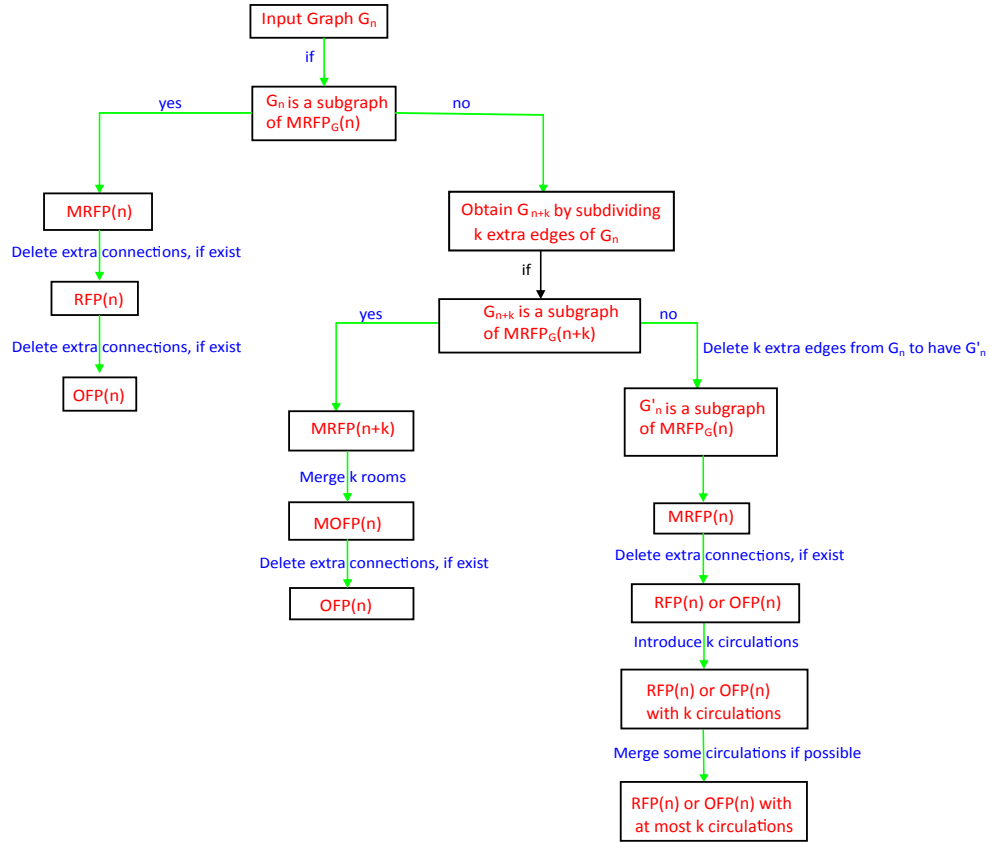 Input Graph Gₙ
if
Gₙ is a subgraph
of MRFP_G(n)
yes
no
MRFP(n)
Delete extra connections, if exist
RFP(n)
Delete extra connections, if exist
OFP(n)
Obtain Gₙ₊ₖ by subdividing
k extra edges of Gₙ
if
Gₙ₊ₖ is a subgraph
of MRFP_G(n+k)
yes
no
MRFP(n+k)
Merge k rooms
MOFP(n)
Delete extra connections, if exist
OFP(n)
Delete k extra edges from Gₙ to have G'ₙ
G'ₙ is a subgraph
of MRFP_G(n)
MRFP(n)
Delete extra connections, if exist
RFP(n) or OFP(n)
Introduce k circulations
RFP(n) or OFP(n)
with k circulations
Merge some circulations if possible
RFP(n) or OFP(n) with
at most k circulations